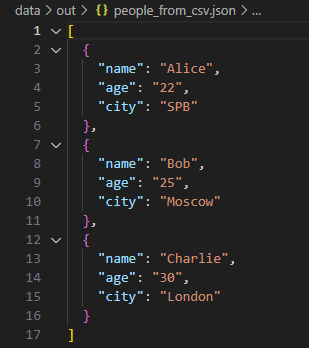 data > out > {} people_from_csv.json > ...
1 [
2 {
3 "name": "Alice",
4 "age": "22",
5 "city": "SPB"
6 },
7 {
8 "name": "Bob",
9 "age": "25",
10 "city": "Moscow"
11 },
12 {
13 "name": "Charlie",
14 "age": "30",
15 "city": "London"
16 }
17 ]